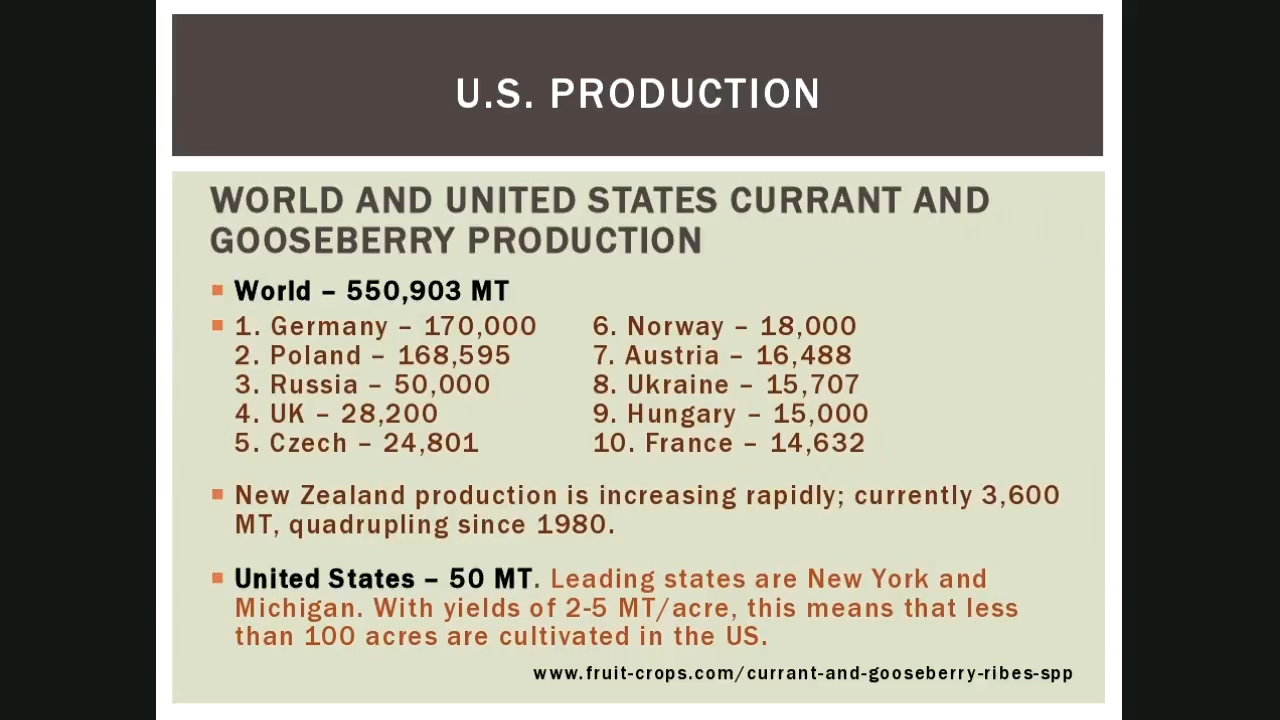 U.S. PRODUCTION
WORLD AND UNITED STATES CURRANT AND
GOOSEBERRY PRODUCTION
World – 550,903 MT
1. Germany – 170,000 6. Norway – 18,000
2. Poland – 168,595 7. Austria – 16,488
3. Russia – 50,000 8. Ukraine – 15,707
4. UK – 28,200 9. Hungary – 15,000
5. Czech – 24,801 10. France – 14,632
New Zealand production is increasing rapidly; currently 3,600
MT, quadrupling since 1980.
United States – 50 MT. Leading states are New York and
Michigan. With yields of 2-5 MT/acre, this means that less
than 100 acres are cultivated in the US.
www.fruit-crops.com/currant-and-gooseberry-ribes-spp